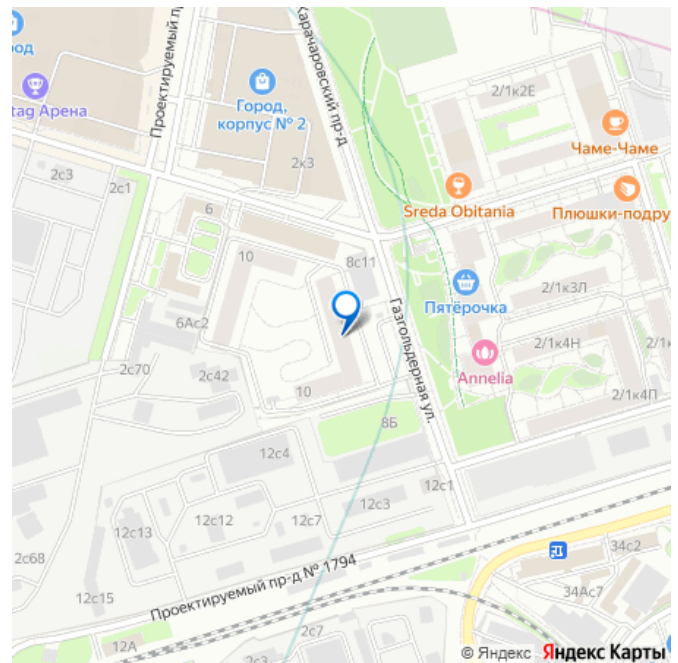 Проектируемый пр
Карачаровский пр-д
2/1к2Е
tag Арена
Город,
корпус № 2
Чаме-Чаме
2к3
2с3
2с1
Sreda Obitania
Плюшки-подру
6
10
8с11
Пятёрочка
2/1к3Л
6Ас2
Газгольдерная ул.
2/1к4Н
2/1
2с70
2с42
Annelia
10
2/1к4П
8Б
12с4
12с1
12с3
12с13
12с12
12с7
2с68
34с2
Проектируемый пр-д № 1794
12с15
34Ас7
2с7
12А
2с3
© Яндекс Яндекс Карты